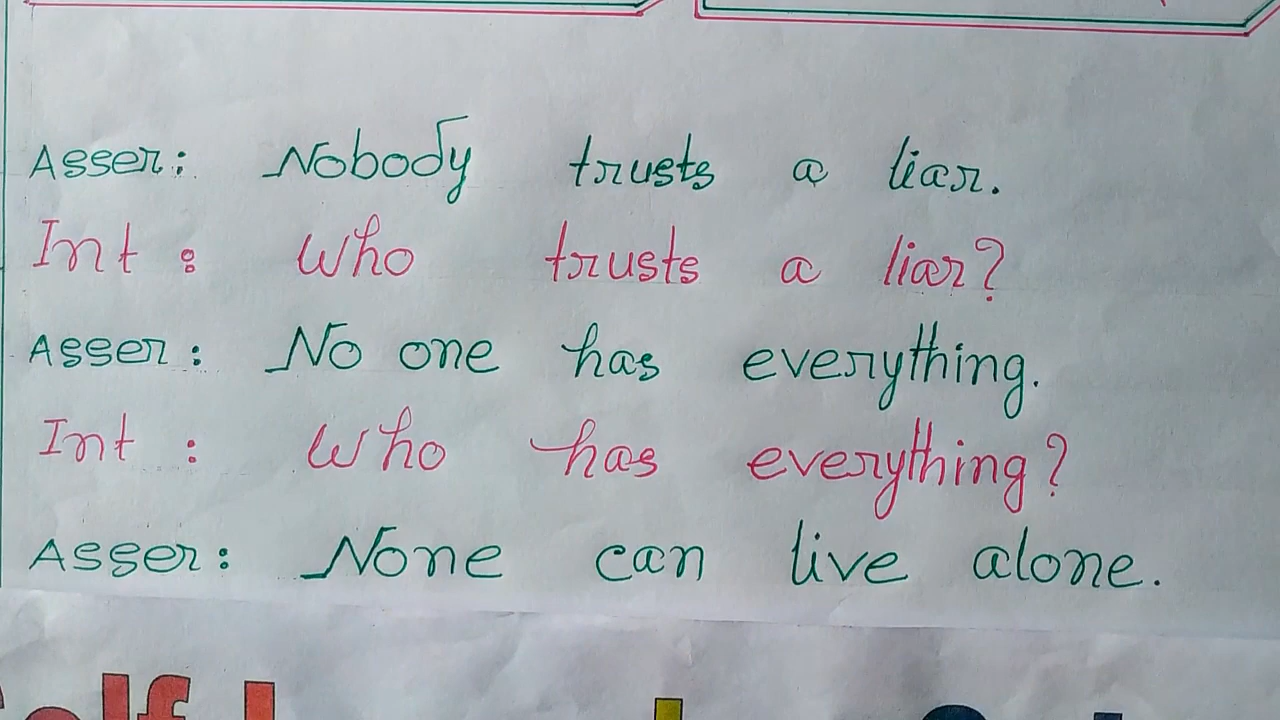 Asser: Nobody trusts a liar.
Int : Who trusts a liar?
Asser: No one has everything.
Int : Who has everything?
Asser: None can live alone.